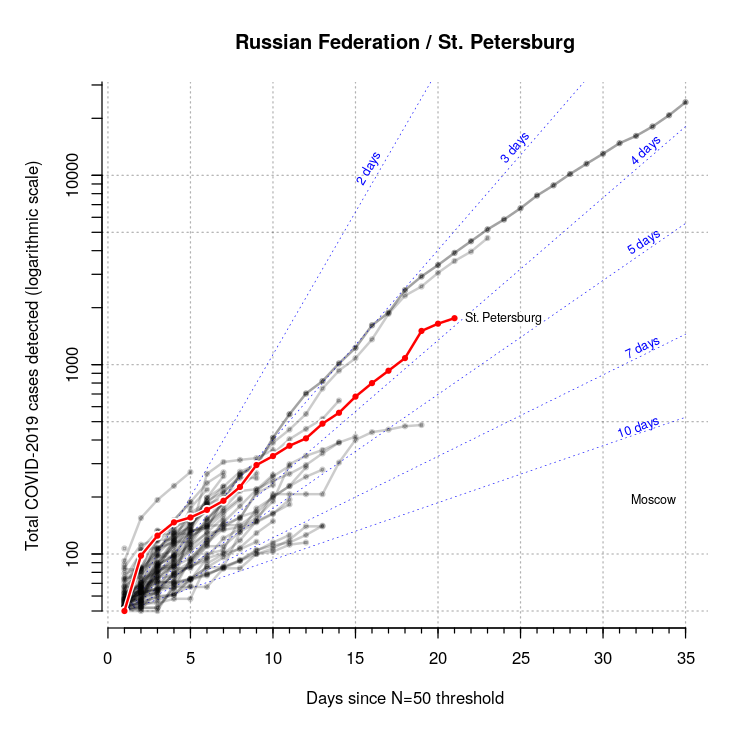 Russian Federation / St. Petersburg
Total COVID-2019 cases detected (logarithmic scale)
10000
1000
100
2 days
3 days
4 days
5 days
7 days
10 days
St. Petersburg
Moscow
0 5 10 15 20 25 30 35
Days since N=50 threshold